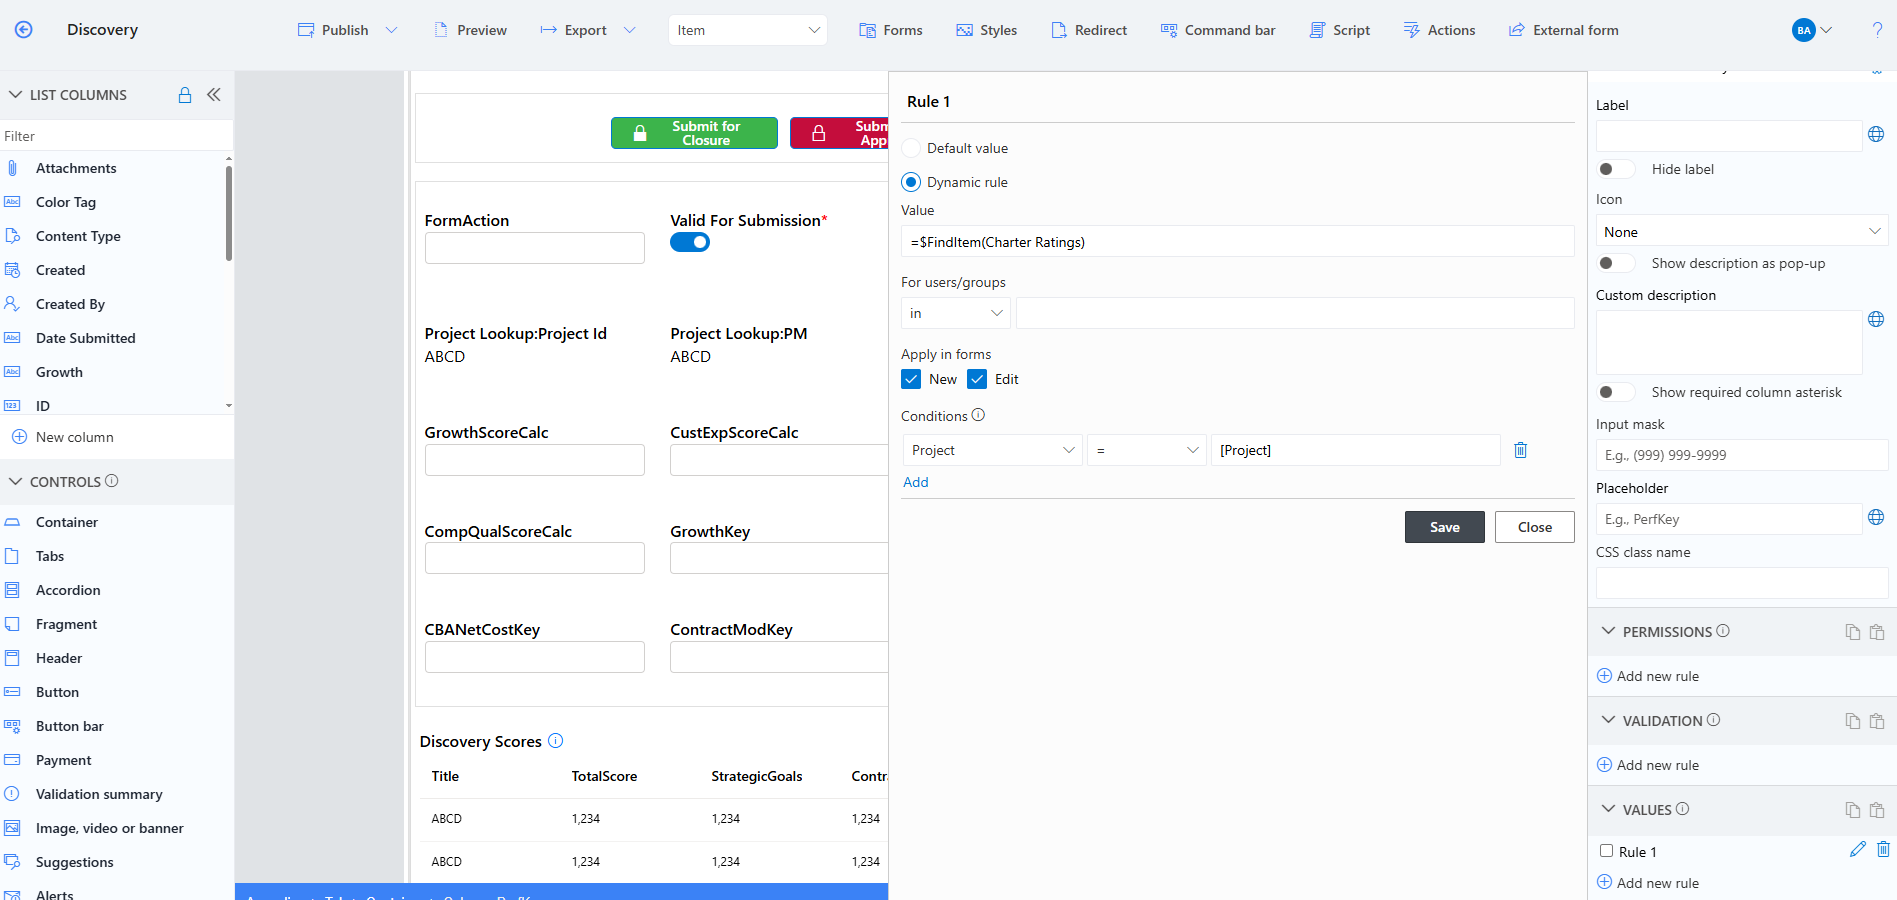 Discovery
Publish
Preview
Export
Item
Forms
Styles
Redirect
Command bar
Script
Actions
External form
BA
?
LIST COLUMNS
Filter
Attachments
Abc Color Tag
Content Type
Created
Created By
Abc Date Submitted
Abc Growth
123 ID
New column
CONTROLS
Container
Tabs
Accordion
Fragment
Header
Button
Button bar
Payment
Validation summary
Image, video or banner
Suggestions
Alerts
Submit for
Closure
FormAction
Valid For Submission*
Project Lookup:Project Id
Project Lookup:PM
ABCD
ABCD
GrowthScoreCalc
CustExpScoreCalc
CompQualScoreCalc
GrowthKey
CBANetCostKey
ContractModKey
Discovery Scores
Title
TotalScore
StrategicGoals
ABCD
1,234
1,234
1,234
ABCD
1,234
1,234
1,234
Rule 1
Default value
Dynamic rule
Value
=$FindItem(Charter Ratings)
For users/groups
in
Apply in forms
New
Edit
Conditions
Project
=
[Project]
Add
Save
Close
Label
Hide label
Icon
None
Show description as pop-up
Custom description
Show required column asterisk
Input mask
E.g., (999) 999-9999
Placeholder
E.g., PerfKey
CSS class name
PERMISSIONS
Add new rule
VALIDATION
Add new rule
VALUES
Rule 1
Add new rule